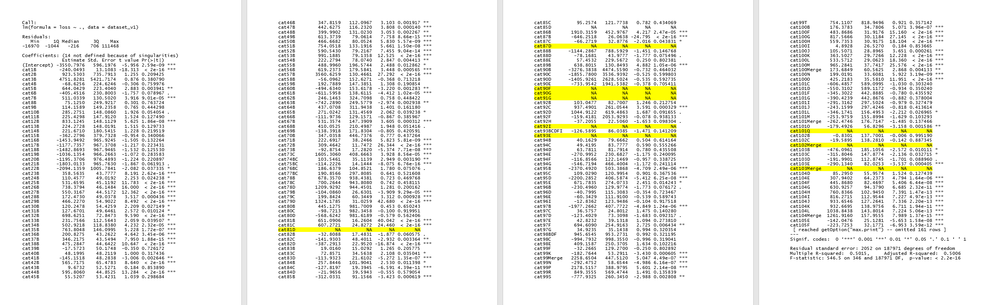 Call:
lm(formula = loss ~ ., data = dataset_v1)
Residuals:
Min 1Q Median 3Q Max
-16970 -1044 -216 706 111468
Coefficients: (14 not defined because of singularities)
Estimate Std. Error t value Pr(>|t|)
(Intercept) -3550.7976 596.1976 -5.956 2.59e-09 ***
cat1B -240.0493 13.1083 -18.313 < 2e-16 ***
cat2B 923.5303 735.7913 1.255 0.209425
cat3B 4751.8281 5421.7174 0.876 0.380790
cat4B -68.6256 224.6246 -0.306 0.759976
cat5B 644.0429 223.4040 2.883 0.003941 **
cat6B -405.4516 230.8003 -1.757 0.078967 .
cat7B 511.0339 130.5020 3.916 9.01e-05 ***
cat8B 75.1250 249.9217 0.301 0.763724
cat9B 114.1589 149.2358 0.765 0.444298
cat10B 285.2751 148.0860 1.926 0.054054 .
cat11B 225.4298 147.9120 1.524 0.127490
cat12B 833.1245 148.1129 5.625 1.86e-08 ***
cat13B 224.2728 148.0191 1.515 0.129733
cat14B 221.6710 180.5415 1.228 0.219519
cat15B -362.2796 379.7328 -0.954 0.340066
cat16B -1453.9492 965.9245 -1.505 0.132264
cat17B -1177.7357 967.3708 -1.217 0.223431
cat18B -1482.8693 967.9465 -1.532 0.125530
cat19B -1036.1354 966.2663 -1.072 0.283583
cat20B -1195.3706 976.4893 -1.224 0.220897
cat21B -1803.0133 965.7630 -1.867 0.061913 .
cat22B -2094.1359 1005.7841 -2.082 0.037335 *
cat23B 358.5635 43.7777 8.191 2.62e-16 ***
cat24B 110.4577 49.0192 2.253 0.024238 *
cat25B 531.6595 45.1192 11.783 < 2e-16 ***
cat26B 738.3794 46.1484 16.000 < 2e-16 ***
cat27B 550.3167 44.5172 12.362 < 2e-16 ***
cat28B 172.4730 49.0378 3.517 0.000436 ***
cat29B 466.2270 54.9022 8.492 < 2e-16 ***
cat30B 120.2478 54.4259 2.209 0.027149 *
cat31B 127.6701 49.6461 2.572 0.010124 *
cat32B 698.6251 72.8473 9.590 < 2e-16 ***
cat33B 231.7566 112.5643 2.059 0.039507 *
cat34B 502.9218 118.8380 4.232 2.32e-05 ***
cat35B 763.8048 146.0995 5.228 1.72e-07 ***
cat36B 200.8275 43.2622 4.642 3.45e-06 ***
cat37B 346.2175 43.5494 7.950 1.88e-15 ***
cat38B 475.2847 44.6422 10.647 < 2e-16 ***
cat39B -17.5723 50.1748 -0.350 0.726172
cat40B 48.1995 48.2119 1.000 0.317436
cat41B -145.1518 48.2838 -3.006 0.002646 **
cat42B 565.7175 65.4783 8.640 < 2e-16 ***
cat43B 9.6732 52.5271 0.184 0.853890
cat44B 595.8060 44.8525 13.284 < 2e-16 ***
cat45B 55.5207 53.4231 1.039 0.298684
cat46B 347.8159 112.0967 3.103 0.001917 **
cat47B 442.6275 116.2320 3.808 0.000140 ***
cat48B 399.9902 131.0230 3.053 0.002267 **
cat49B 613.3739 79.0614 7.758 8.66e-15 ***
cat50B 466.6682 80.0524 5.830 5.57e-09 ***
cat51B 754.0518 133.1916 5.661 1.50e-08 ***
cat52B 590.5430 79.2167 7.455 9.04e-14 ***
cat53B 991.1885 79.1358 12.525 < 2e-16 ***
cat54B 222.2794 78.0740 2.847 0.004413 **
cat55B 488.9960 196.5744 2.488 0.012862 *
cat56B 619.2373 179.5841 3.448 0.000565 ***
cat57B 3560.6259 130.4661 27.292 < 2e-16 ***
cat58B -56.0962 152.6271 -0.368 0.713218
cat59B 192.7889 147.3851 1.308 0.190854
cat60B -494.6340 153.6178 -3.220 0.001283 **
cat61B -611.5958 138.6115 -4.412 1.02e-05 ***
cat62B 246.1463 324.7098 0.758 0.448422
cat63B -742.2890 249.5779 -2.974 0.002938 **
cat64B 437.0708 311.9438 1.401 0.161180
cat65B 271.0242 131.4569 2.062 0.039238 *
cat66B -111.9736 129.1571 -0.867 0.385967
cat67B 531.3574 147.3909 3.605 0.000312 ***
cat68B 410.0525 210.4987 1.948 0.051416 .
cat69B -138.3918 171.8304 -0.805 0.420591
cat70B 347.0358 446.7376 0.777 0.437264
cat71B 222.6917 38.2466 5.823 5.81e-09 ***
cat72B 309.4642 11.7472 26.344 < 2e-16 ***
cat73B -92.8754 17.2820 -5.374 7.71e-08 ***
cat73C 1605.3060 408.6663 3.928 8.56e-05 ***
cat74BC 103.5461 35.1139 2.949 0.003190 **
cat75BC -114.2226 14.1444 -8.075 6.76e-16 ***
cat76BC 186.6379 104.8521 1.780 0.075076 .
cat77BC 190.8566 297.8085 0.641 0.521608
cat78B 678.3570 938.4381 0.723 0.469768
cat78C 700.2644 943.8080 0.742 0.458115
cat78D 1209.9292 944.4501 1.281 0.200162
cat79B -104.0860 26.6301 -3.909 9.29e-05 ***
cat79C 199.8424 60.3449 3.312 0.000928 ***
cat79D 1324.1785 31.0259 42.680 < 2e-16 ***
cat80B 445.1275 981.7009 0.453 0.650243
cat80C -98.7213 982.3458 -0.100 0.919951
cat80D -568.6242 981.6189 -0.579 0.562406
cat81B 651.0906 16.2604 40.042 < 2e-16 ***
cat81C 607.2721 24.8272 24.460 < 2e-16 ***
cat81D NA NA NA NA
cat82B -32.8088 17.4831 -1.877 0.060575 .
cat82C -141.9303 48.4011 -2.932 0.003364 **
cat82D -387.2913 22.9520 -16.874 < 2e-16 ***
cat83B 19.0160 15.0292 1.265 0.205775
cat83C 72.8571 34.5638 2.108 0.035041 *
cat83D -113.9323 21.6102 -5.272 1.35e-07 ***
cat84B 257.8446 101.9041 2.530 0.011398 *
cat84C -127.8197 19.3945 -6.591 4.39e-11 ***
cat84D -21.9656 39.5943 -0.555 0.579054
cat85B -312.0331 91.1566 -3.423 0.000619 ***
cat85C 95.2574 121.7738 0.782 0.434069
cat85D NA NA NA NA
cat86B 1910.3159 452.9767 4.217 2.47e-05 ***
cat87B -646.2518 26.0638 -24.795 < 2e-16 ***
cat87C -66.2719 32.8776 -2.016 0.043831 *
cat87D NA NA NA NA
cat88B -1144.2867 788.5929 -1.451 0.146768
cat88D -78.1681 43.9777 -1.777 0.075496 .
cat88E 57.4532 229.5672 0.250 0.802381
cat89B 638.8015 130.8493 4.882 1.05e-06 ***
cat90B -3276.3838 4474.5590 -0.732 0.464032
cat90C -1855.7800 3536.9392 -0.525 0.599803
cat90D -1405.9261 2628.5024 -0.535 0.592735
cat90E -733.9542 1941.5382 -0.378 0.705411
cat90F NA NA NA NA
cat90G NA NA NA NA
cat91G NA NA NA NA
cat92B 103.0477 82.7007 1.246 0.212754
cat92C 937.4901 261.0544 3.591 0.000329 ***
cat92D 1044.9122 619.4863 1.687 0.091655 .
cat92F -159.4181 2053.9293 -0.078 0.938133
cat92H -37.2055 22.5060 -1.653 0.098304 .
cat92I NA NA NA NA
cat93BCDFI -126.5895 86.0385 -1.471 0.141209
cat93E NA NA NA NA
cat94B 40.1629 79.6662 0.504 0.614164
cat94C 49.4195 83.7777 0.590 0.555266
cat94D 63.7811 81.7914 0.780 0.435508
cat94E -270.9952 230.6827 -1.175 0.240095
cat94F -116.8566 122.1469 -0.957 0.338725
cat94G -546.7194 466.4004 -1.172 0.241114
cat95B -2370.4920 503.3868 -4.709 2.49e-06 ***
cat95C 109.0290 120.9954 0.901 0.367536
cat95D -2200.2852 406.5874 -5.412 6.25e-08 ***
cat95E 671.7835 274.0733 2.451 0.014243 *
cat96B -230.4960 129.9774 -1.773 0.076172 .
cat96D -40.7995 115.3083 -0.354 0.723467
cat96E -60.3429 111.9100 -0.539 0.589743
cat96I -12.8362 123.9486 -0.104 0.917518
cat97B -1977.2662 407.7722 -4.849 1.24e-06 ***
cat97C 36.5757 24.8012 1.475 0.140280
cat97D -123.4029 73.3098 -1.683 0.092317 .
cat97E 42.8232 39.1318 1.094 0.273810
cat97F 694.6090 254.9163 2.725 0.006434 **
cat97G 34.9235 35.1438 0.994 0.320354
cat98BDF 945.6545 953.2731 0.992 0.321195
cat98C -994.7932 998.3550 -0.996 0.319041
cat98E 409.1587 250.3705 1.634 0.102216
cat99F -32.2665 129.2700 -0.250 0.802892
cat99K -182.7644 53.2911 -3.430 0.000605 ***
cat99Merge 2258.6504 447.5120 5.047 4.49e-07 ***
cat99N -292.4752 58.6544 -4.986 6.16e-07 ***
cat99P 2178.5157 388.9795 5.601 2.14e-08 ***
cat99R 849.3555 569.4744 1.491 0.135839
cat99S -777.9325 260.3450 -2.988 0.002808 **
cat99T 754.1107 818.9496 0.921 0.357142
cat100B 176.3783 34.7806 5.071 3.96e-07 ***
cat100F 483.8686 31.9176 15.160 < 2e-16 ***
cat100G 817.5666 30.1184 27.145 < 2e-16 ***
cat100H 559.7353 30.9175 18.104 < 2e-16 ***
cat100I 4.8928 26.5270 0.184 0.853665
cat100J 105.5071 28.8965 3.651 0.000261 ***
cat100K 363.5027 29.7266 12.228 < 2e-16 ***
cat100L 533.5712 29.0623 18.360 < 2e-16 ***
cat100M 965.2841 37.7417 25.576 < 2e-16 ***
cat100Merge 173.6849 60.5625 2.868 0.004133 **
cat100N 199.0191 33.6081 5.922 3.19e-09 ***
cat100O 425.2183 35.5810 11.951 < 2e-16 ***
cat101C -606.4857 589.0995 -1.030 0.303240
cat101D -550.3102 589.1172 -0.934 0.350240
cat101F -345.3022 442.8885 -0.780 0.435592
cat101G -390.4239 442.8676 -0.882 0.378004
cat101I -291.3162 297.5024 -0.979 0.327479
cat101J -243.1599 297.4246 -0.818 0.413614
cat101L -346.1741 156.4953 -2.212 0.026965 *
cat101M -253.9759 155.8994 -1.629 0.103293
cat101Merge -262.4746 176.7147 -1.485 0.137466
cat101O -179.4926 56.8296 -3.158 0.001586 **
cat101Q NA NA NA NA
cat102B -0.8301 137.7001 -0.006 0.995190
cat102C -19.5895 138.2810 -0.142 0.887345
cat102Merge NA NA NA NA
cat103B -476.0961 185.1056 -2.572 0.010111 *
cat103C -315.8046 147.8774 -2.136 0.032715 *
cat103D -191.9901 112.8745 -1.701 0.088960 .
cat103E -290.1340 82.0253 -3.537 0.000405 ***
cat103Merge NA NA NA NA
cat104D 85.2950 55.9574 1.524 0.127439
cat104E 307.9402 64.2373 4.794 1.64e-06 ***
cat104F 445.8680 82.4697 5.406 6.44e-08 ***
cat104G 630.9257 94.3790 6.685 2.32e-11 ***
cat104H 760.8366 102.9450 7.391 1.47e-13 ***
cat104I 816.2715 112.9544 7.227 4.97e-13 ***
cat104J 933.6546 127.2641 7.336 2.20e-13 ***
cat104K 932.6695 138.9756 6.711 1.94e-11 ***
cat104L 1038.8438 143.8014 7.224 5.06e-13 ***
cat104Merge 1261.9160 157.9555 7.989 1.37e-15 ***
cat105E -142.0476 25.1281 -5.653 1.58e-08 ***
cat105F -223.7253 32.1771 -6.953 3.59e-12 ***
[ reached getOption("max.print") -- omitted 161 rows ]
---
Signif. codes: 0 ‘***’ 0.001 ‘**’ 0.01 ‘*’ 0.05 ‘.’ 0.1 ‘ ’ 1
Residual standard error: 2052 on 187971 degrees of freedom
Multiple R-squared: 0.5015, Adjusted R-squared: 0.5006
F-statistic: 546.5 on 346 and 187971 DF, p-value: < 2.2e-16